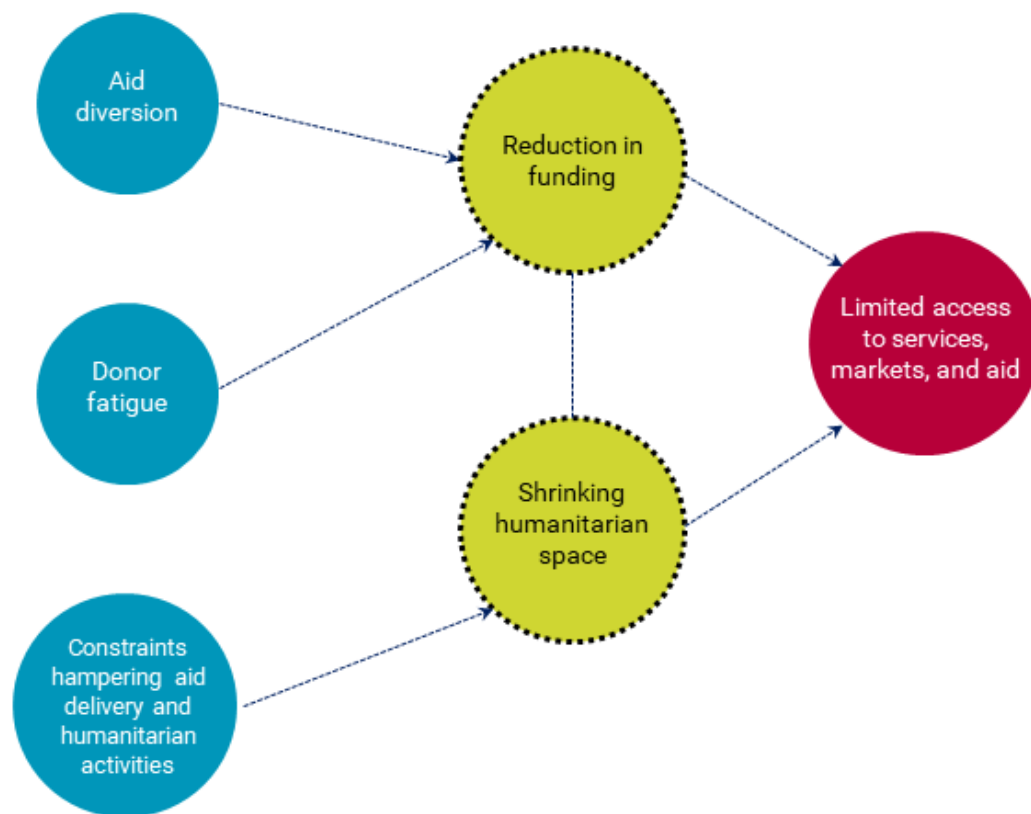 Aid
diversion
Reduction in
funding
Donor
fatigue
Limited access
to services,
markets, and aid
Shrinking
humanitarian
space
Constraints
hampering aid
delivery and
humanitarian
activities